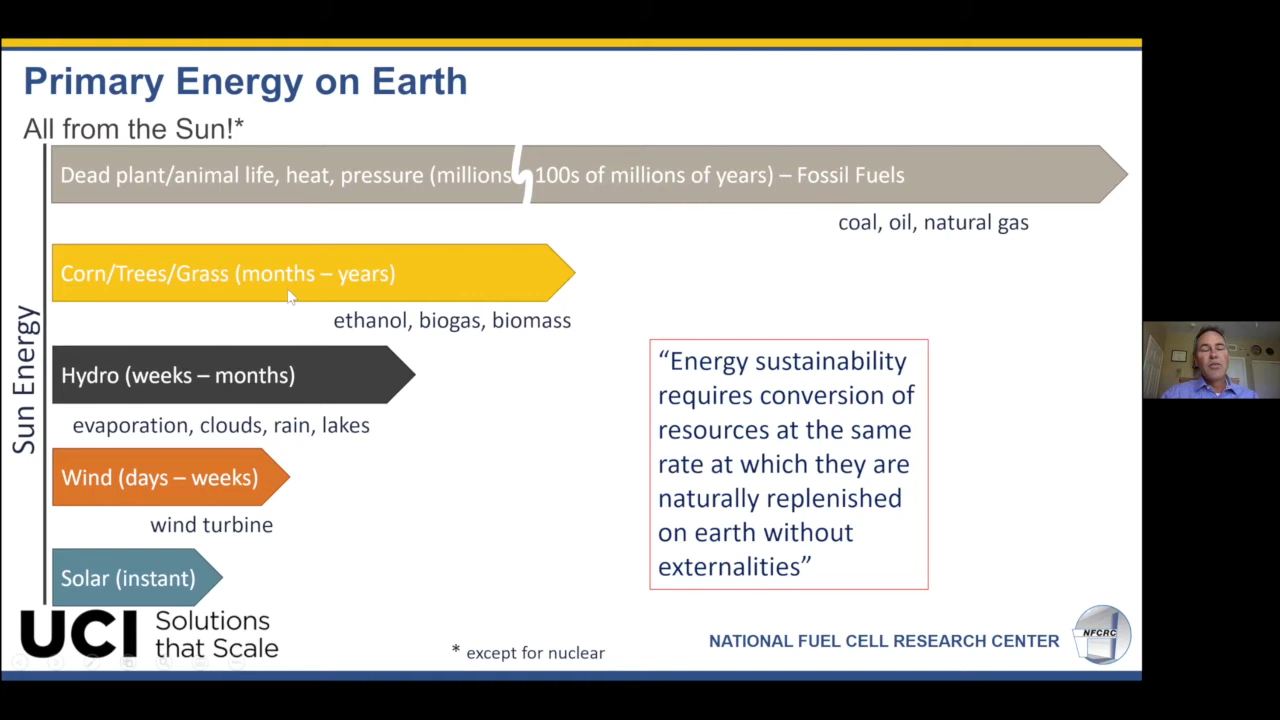 Primary Energy on Earth
All from the Sun!*
Dead plant/animal life, heat, pressure (millions 100s of millions of years) – Fossil Fuels
coal, oil, natural gas
Corn/Trees/Grass (months – years)
ethanol, biogas, biomass
Hydro (weeks – months)
evaporation, clouds, rain, lakes
Wind (days – weeks)
wind turbine
Solar (instant)
Sun Energy
“Energy sustainability
requires conversion of
resources at the same
rate at which they are
naturally replenished
on earth without
externalities”
UCI Solutions
that Scale
* except for nuclear
NATIONAL FUEL CELL RESEARCH CENTER
NFCRC